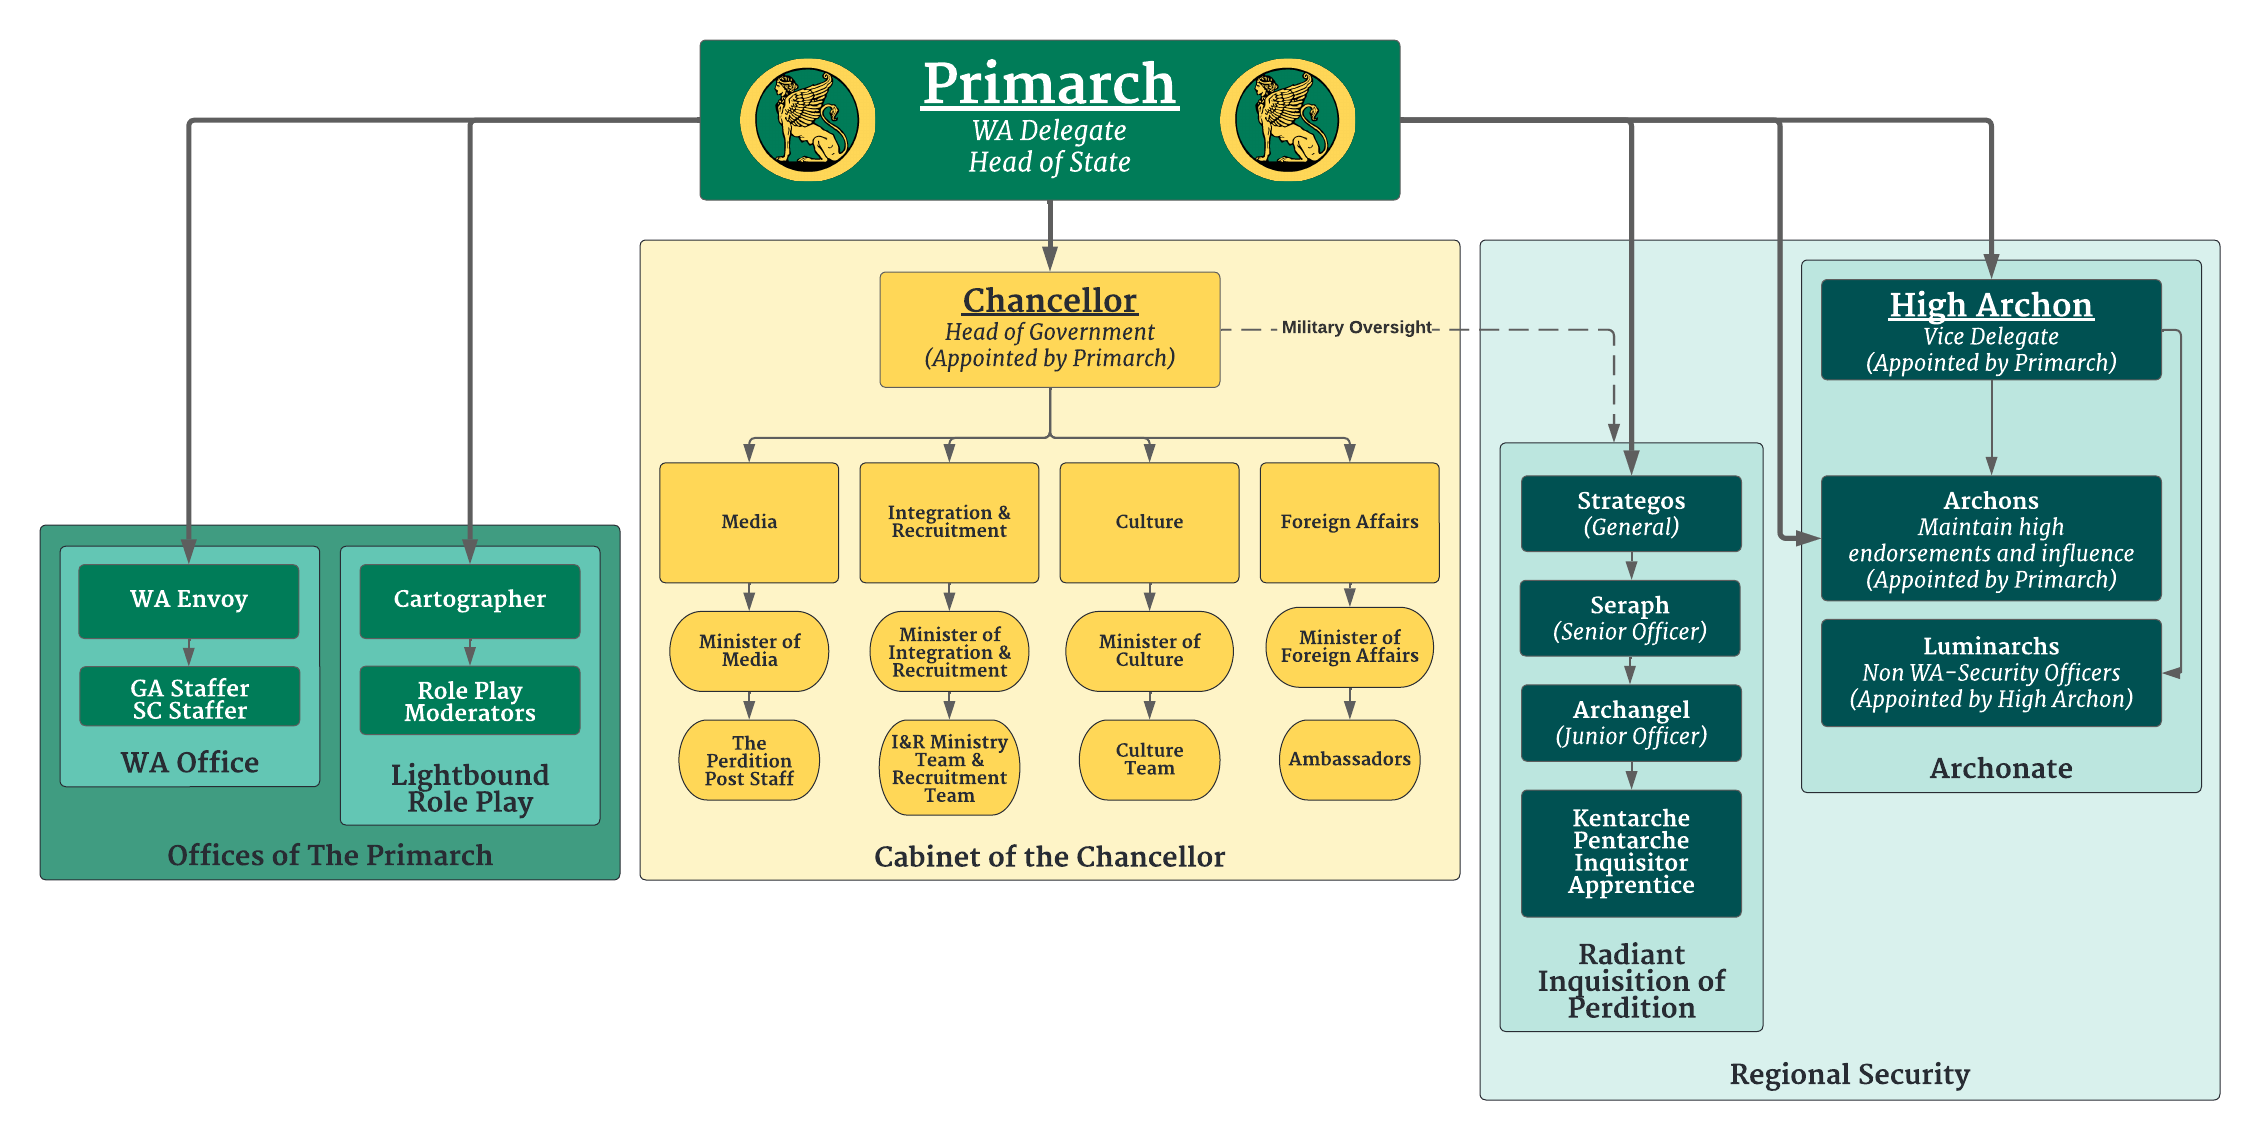 Primarch
WA Delegate
Head of State
Chancellor
Head of Government
(Appointed by Primarch)
Military Oversight
High Archon
Vice Delegate
(Appointed by Primarch)
Media
Integration &
Recruitment
Culture
Foreign Affairs
Minister of
Media
Minister of
Integration &
Recruitment
Minister of
Culture
Minister of
Foreign Affairs
The
Perdition
Post Staff
I&R Ministry
Team &
Recruitment
Team
Culture
Team
Ambassadors
Cabinet of the Chancellor
WA Envoy
GA Staffer
SC Staffer
WA Office
Cartographer
Role Play
Moderators
Lightbound
Role Play
Offices of The Primarch
Strategos
(General)
Seraph
(Senior Officer)
Archangel
(Junior Officer)
Kentarche
Pentarche
Inquisitor
Apprentice
Radiant
Inquisition of
Perdition
Archons
Maintain high
endorsements and influence
(Appointed by Primarch)
Luminarchs
Non WA-Security Officers
(Appointed by High Archon)
Archonate
Regional Security